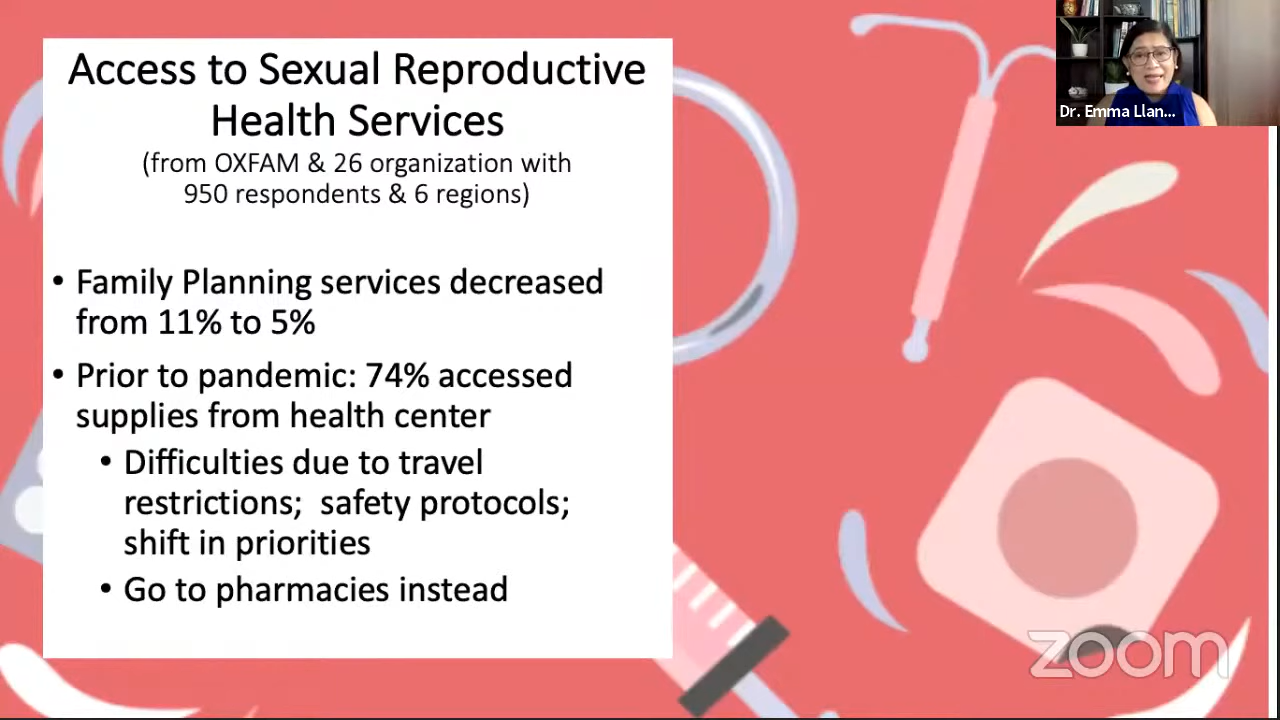 Access to Sexual Reproductive
Health Services
(from OXFAM & 26 organization with
950 respondents & 6 regions)
• Family Planning services decreased
from 11% to 5%
• Prior to pandemic: 74% accessed
supplies from health center
• Difficulties due to travel
restrictions; safety protocols;
shift in priorities
• Go to pharmacies instead
Dr. Emma Llan...
zoom